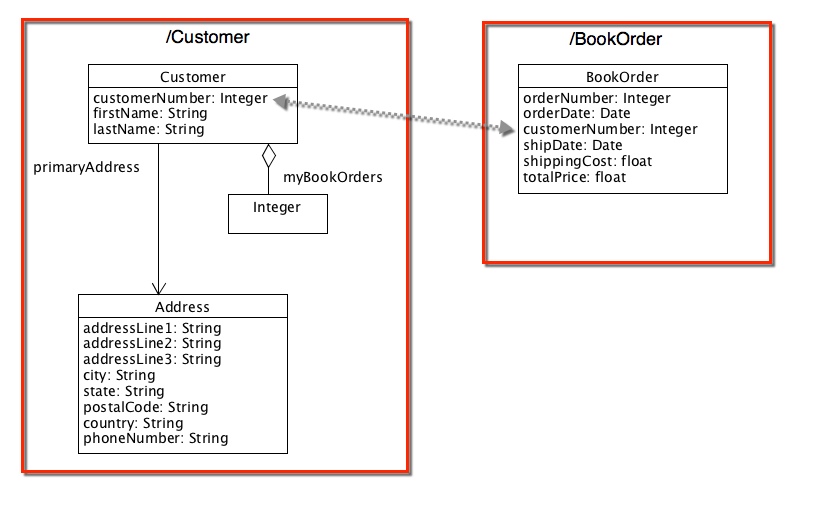 /Customer
Customer
customerNumber: Integer
firstName: String
lastName: String
primaryAddress
myBookOrders
Integer
Address
addressLine1: String
addressLine2: String
addressLine3: String
city: String
state: String
postalCode: String
country: String
phoneNumber: String
/BookOrder
BookOrder
orderNumber: Integer
orderDate: Date
customerNumber: Integer
shipDate: Date
shippingCost: float
totalPrice: float